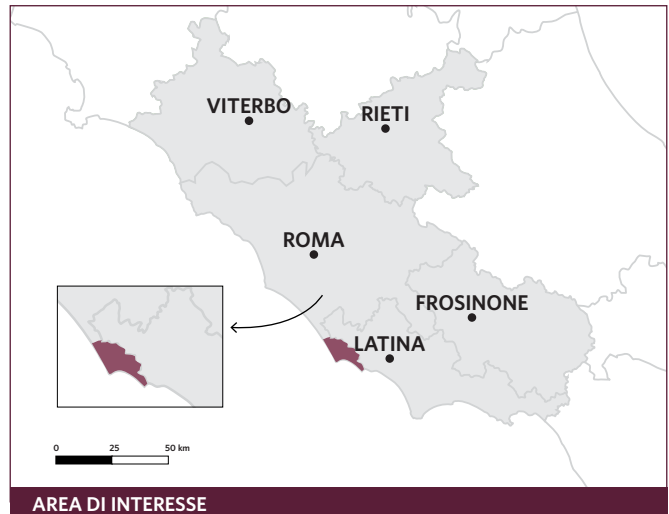 VITERBO
RIETI
ROMA
FROSINONE
LATINA
0 25 50 km
AREA DI INTERESSE